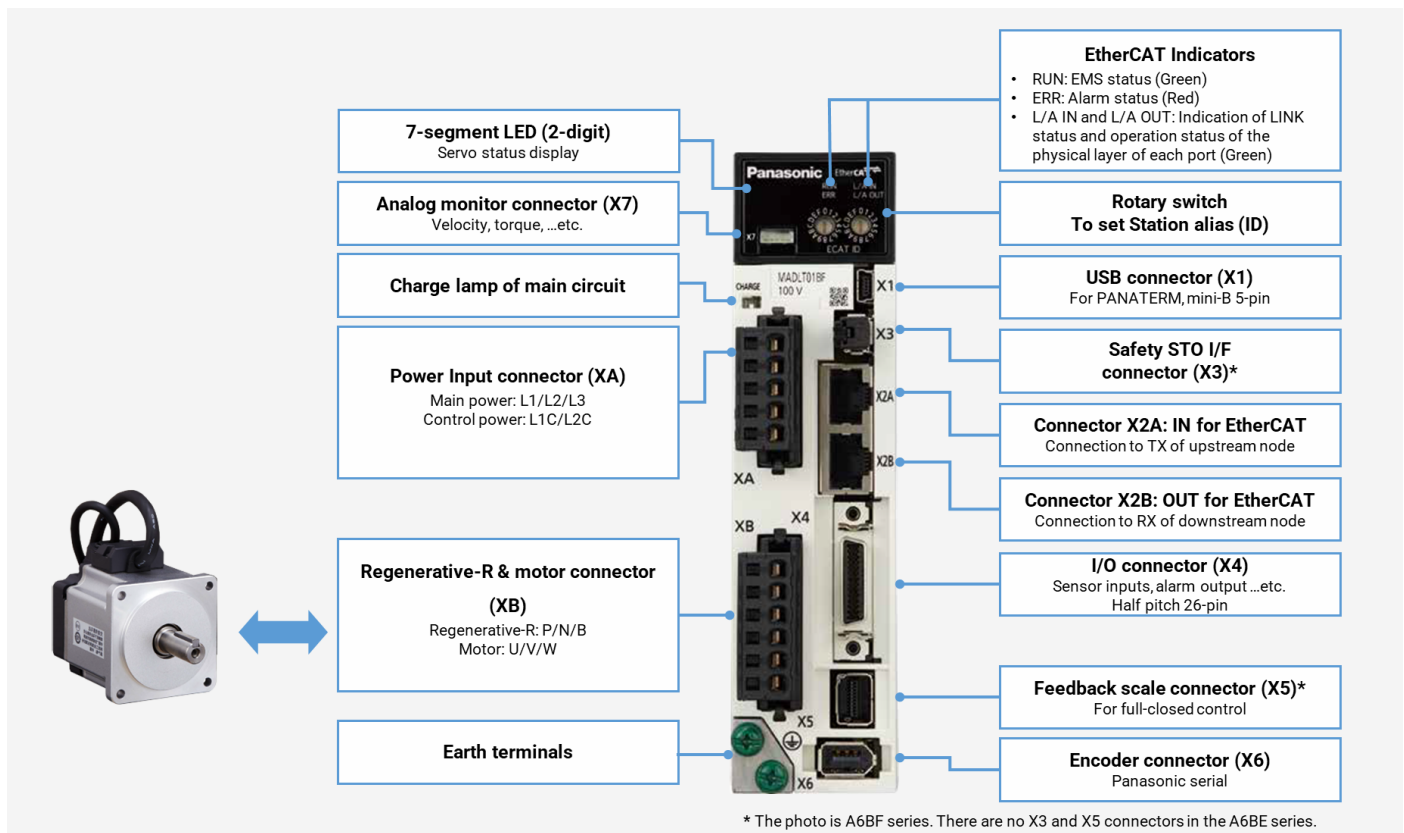 7-segment LED (2-digit)
Servo status display
Analog monitor connector (X7)
Velocity, torque, ...etc.
Charge lamp of main circuit
Power Input connector (XA)
Main power: L1/L2/L3
Control power: L1C/L2C
Regenerative-R & motor connector
(XB)
Regenerative-R: P/N/B
Motor: U/V/W
Earth terminals
Panasonic
EtherCAT
ERR
L/A IN
L/A OUT
X7
ECAT ID
CHARGE
MADLT01BF
100 V
X1
X3
X2A
X2B
XA
XB
X4
X5
X6
EtherCAT Indicators
• RUN: EMS status (Green)
• ERR: Alarm status (Red)
• L/A IN and L/A OUT: Indication of LINK
status and operation status of the
physical layer of each port (Green)
Rotary switch
To set Station alias (ID)
USB connector (X1)
For PANATERM, mini-B 5-pin
Safety STO I/F
connector (X3)*
Connector X2A: IN for EtherCAT
Connection to TX of upstream node
Connector X2B: OUT for EtherCAT
Connection to RX of downstream node
I/O connector (X4)
Sensor inputs, alarm output ...etc.
Half pitch 26-pin
Feedback scale connector (X5)*
For full-closed control
Encoder connector (X6)
Panasonic serial
* The photo is A6BF series. There are no X3 and X5 connectors in the A6BE series.